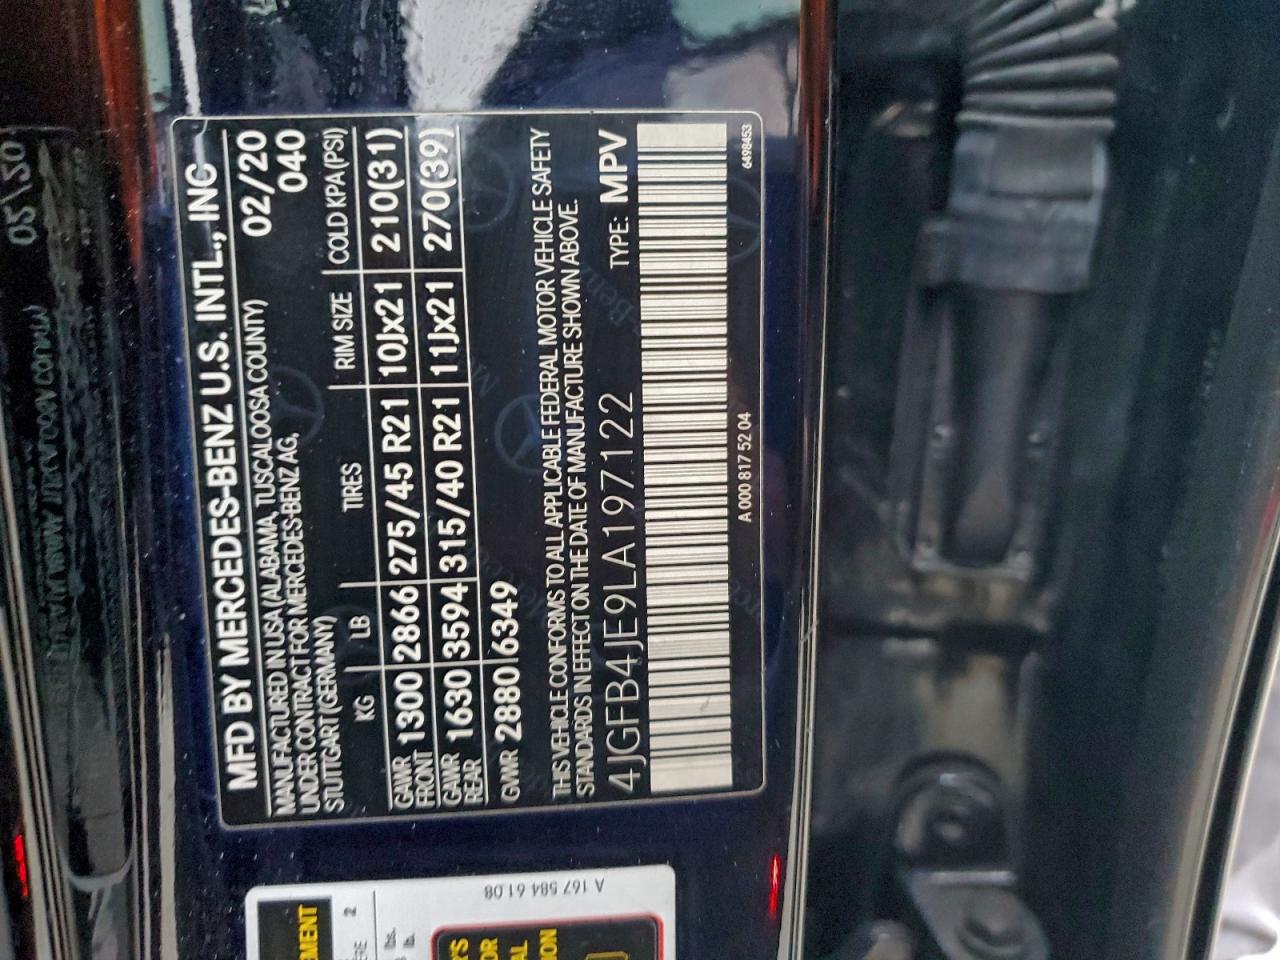 MFD BY MERCEDES-BENZ U.S. INTL., INC
MANUFACTURED IN USA (ALABAMA, TUSCALOOSA COUNTY) 02/20
UNDER CONTRACT FOR MERCEDES-BENZ AG, 040
STUTTGART (GERMANY)
KG LB TIRES RIM SIZE COLD KPA (PSI)
GAWR FRONT 1300 2866 275/45 R21 10Jx21 210(31)
GAWR REAR 1630 3594 315/40 R21 11Jx21 270(39)
GVWR 2880 6349
THIS VEHICLE CONFORMS TO ALL APPLICABLE FEDERAL MOTOR VEHICLE SAFETY
STANDARDS IN EFFECT ON THE DATE OF MANUFACTURE SHOWN ABOVE.
4JGFB4JE9LA197122 TYPE: MPV
A 000 817 52 04 6498453
A 167 584 61 08
EMENT
2
lbs.
lb.